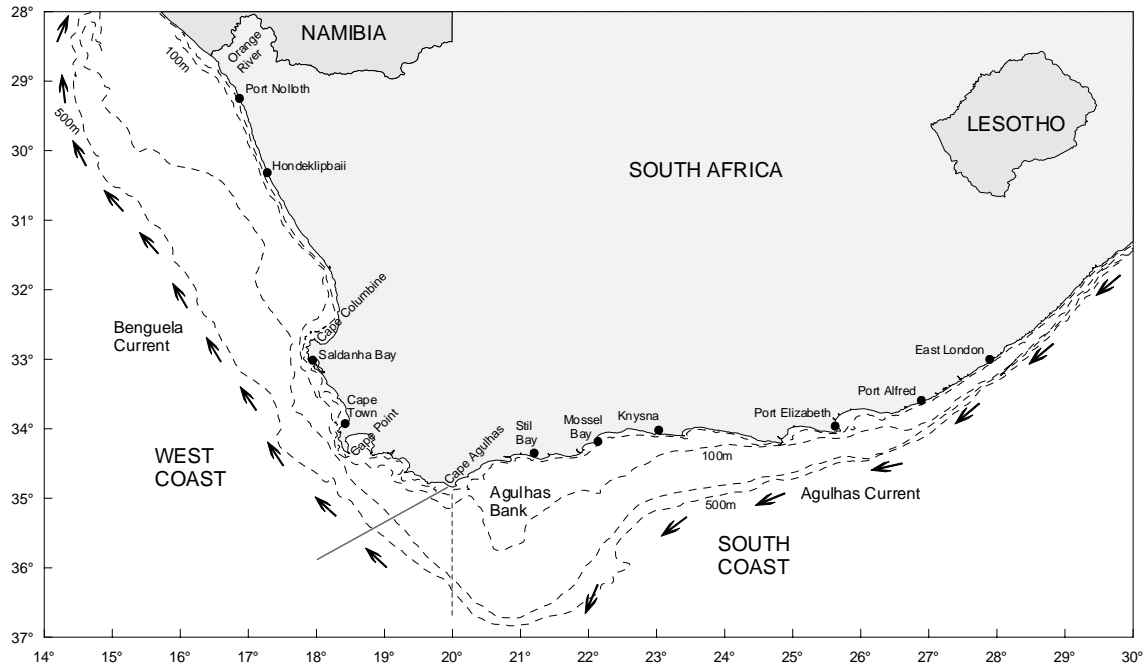 28°
29°
30°
31°
32°
33°
34°
35°
36°
37°
NAMIBIA
Orange
River
100m
Port Nolloth
500m
Hondeklipbaii
LESOTHO
SOUTH AFRICA
Cape Columbine
Benguela
Current
Saldanha Bay
East London
Cape
Town
Cape Point
Port Alfred
Port Elizabeth
Knysna
Mossel
Bay
Stil
Bay
Cape Agulhas
WEST
COAST
100m
Agulhas
Bank
Agulhas Current
500m
SOUTH
COAST
14° 15° 16° 17° 18° 19° 20° 21° 22° 23° 24° 25° 26° 27° 28° 29° 30°